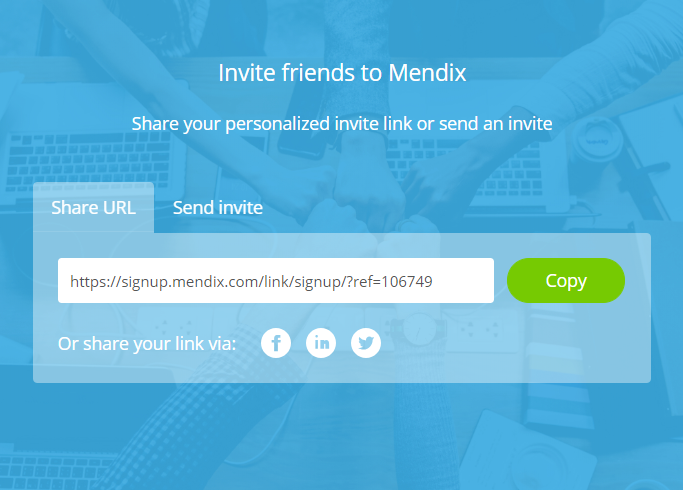 Invite friends to Mendix
Share your personalized invite link or send an invite
Share URL
Send invite
https://signup.mendix.com/link/signup/?ref=106749
Copy
Or share your link via: